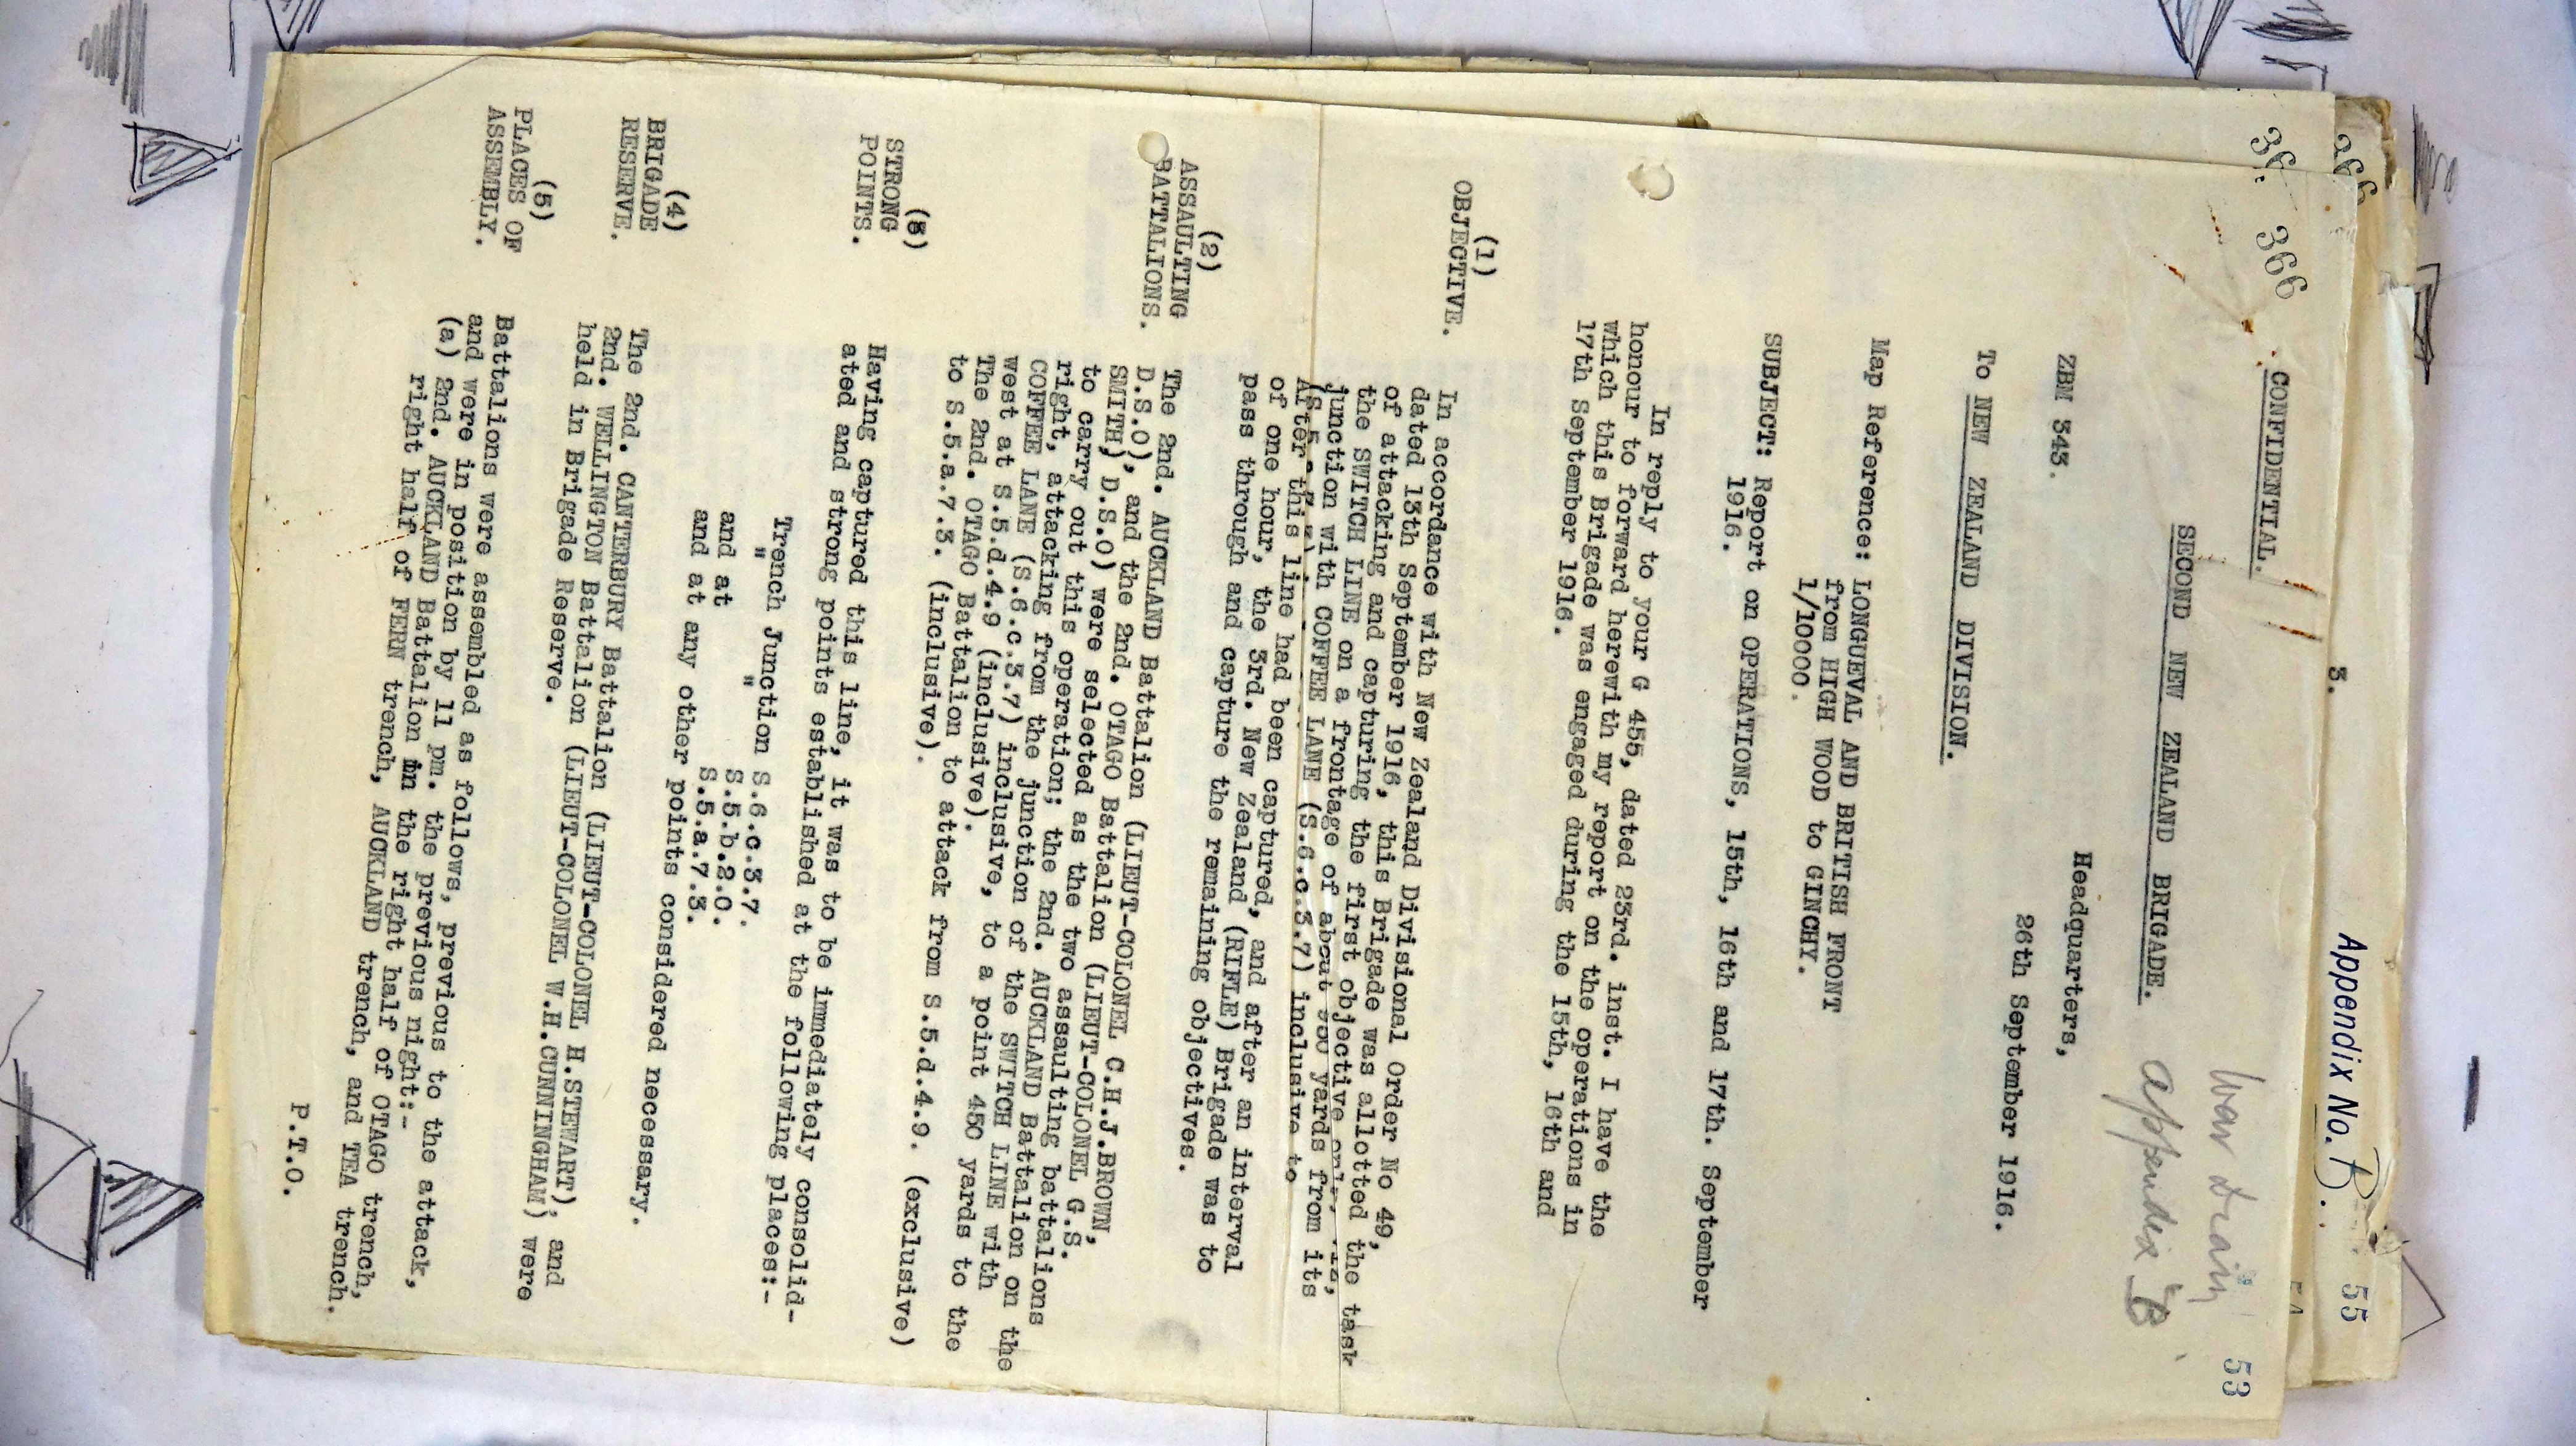 3.
Appendix No. B.
55
366
36.
366
53
CONFIDENTIAL.
War Diary
Appendix "B"
SECOND NEW ZEALAND BRIGADE.
Headquarters,
ZBM 343.
26th September 1916.
To NEW ZEALAND DIVISION.
Map Reference: LONGUEVAL AND BRITISH FRONT
from HIGH WOOD to GINCHY.
1/10000.
SUBJECT: Report on OPERATIONS, 15th, 16th and 17th. September
1916.
In reply to your G 455, dated 23rd. inst. I have the
honour to forward herewith my report on the operations in
which this Brigade was engaged during the 15th, 16th and
17th September 1916.
(1)
OBJECTIVE.
In accordance with New Zealand Divisional Order No 49,
dated 13th September 1916, this Brigade was allotted the task
of attacking and capturing the first objective only,
the SWITCH LINE on a frontage of about yards from its
junction with COFFEE LANE (S.6.c.3.7) inclusive to
After this line had been captured, and after an interval
of one hour, the 3rd. New Zealand (RIFLE) Brigade was to
pass through and capture the remaining objectives.
(2)
ASSAULTING
BATTALIONS.
The 2nd. AUCKLAND Battalion (LIEUT-COLONEL C.H.J.BROWN,
D.S.O), and the 2nd. OTAGO Battalion (LIEUT-COLONEL G.S.
SMITH, D.S.O) were selected as the two assaulting battalions
to carry out this operation; the 2nd. AUCKLAND Battalion on the
right, attacking from the junction of the SWITCH LINE with
COFFEE LANE (S.6.c.3.7) inclusive, to a point 450 yards to the
west at S.5.d.4.9 (inclusive).
The 2nd. OTAGO Battalion to attack from S.5.d.4.9. (exclusive)
to S.5.a.7.3. (inclusive).
(3)
STRONG
POINTS.
Having captured this line, it was to be immediately consolid-
ated and strong points established at the following places:-
Trench Junction S.6.c.3.7.
" " S.5.b.2.0.
and at S.5.a.7.3.
and at any other points considered necessary.
(4)
BRIGADE
RESERVE.
The 2nd. CANTERBURY Battalion (LIEUT-COLONEL H.STEWART), and
2nd. WELLINGTON Battalion (LIEUT-COLONEL W.H.CUNNINGHAM) were
held in Brigade Reserve.
(5)
PLACES OF
ASSEMBLY.
Battalions were assembled as follows, previous to the attack,
and were in position by 11 pm. the previous night:-
(a) 2nd. AUCKLAND Battalion in the right half of OTAGO trench,
right half of FERN trench, AUCKLAND trench, and TEA trench.
P.T.O.